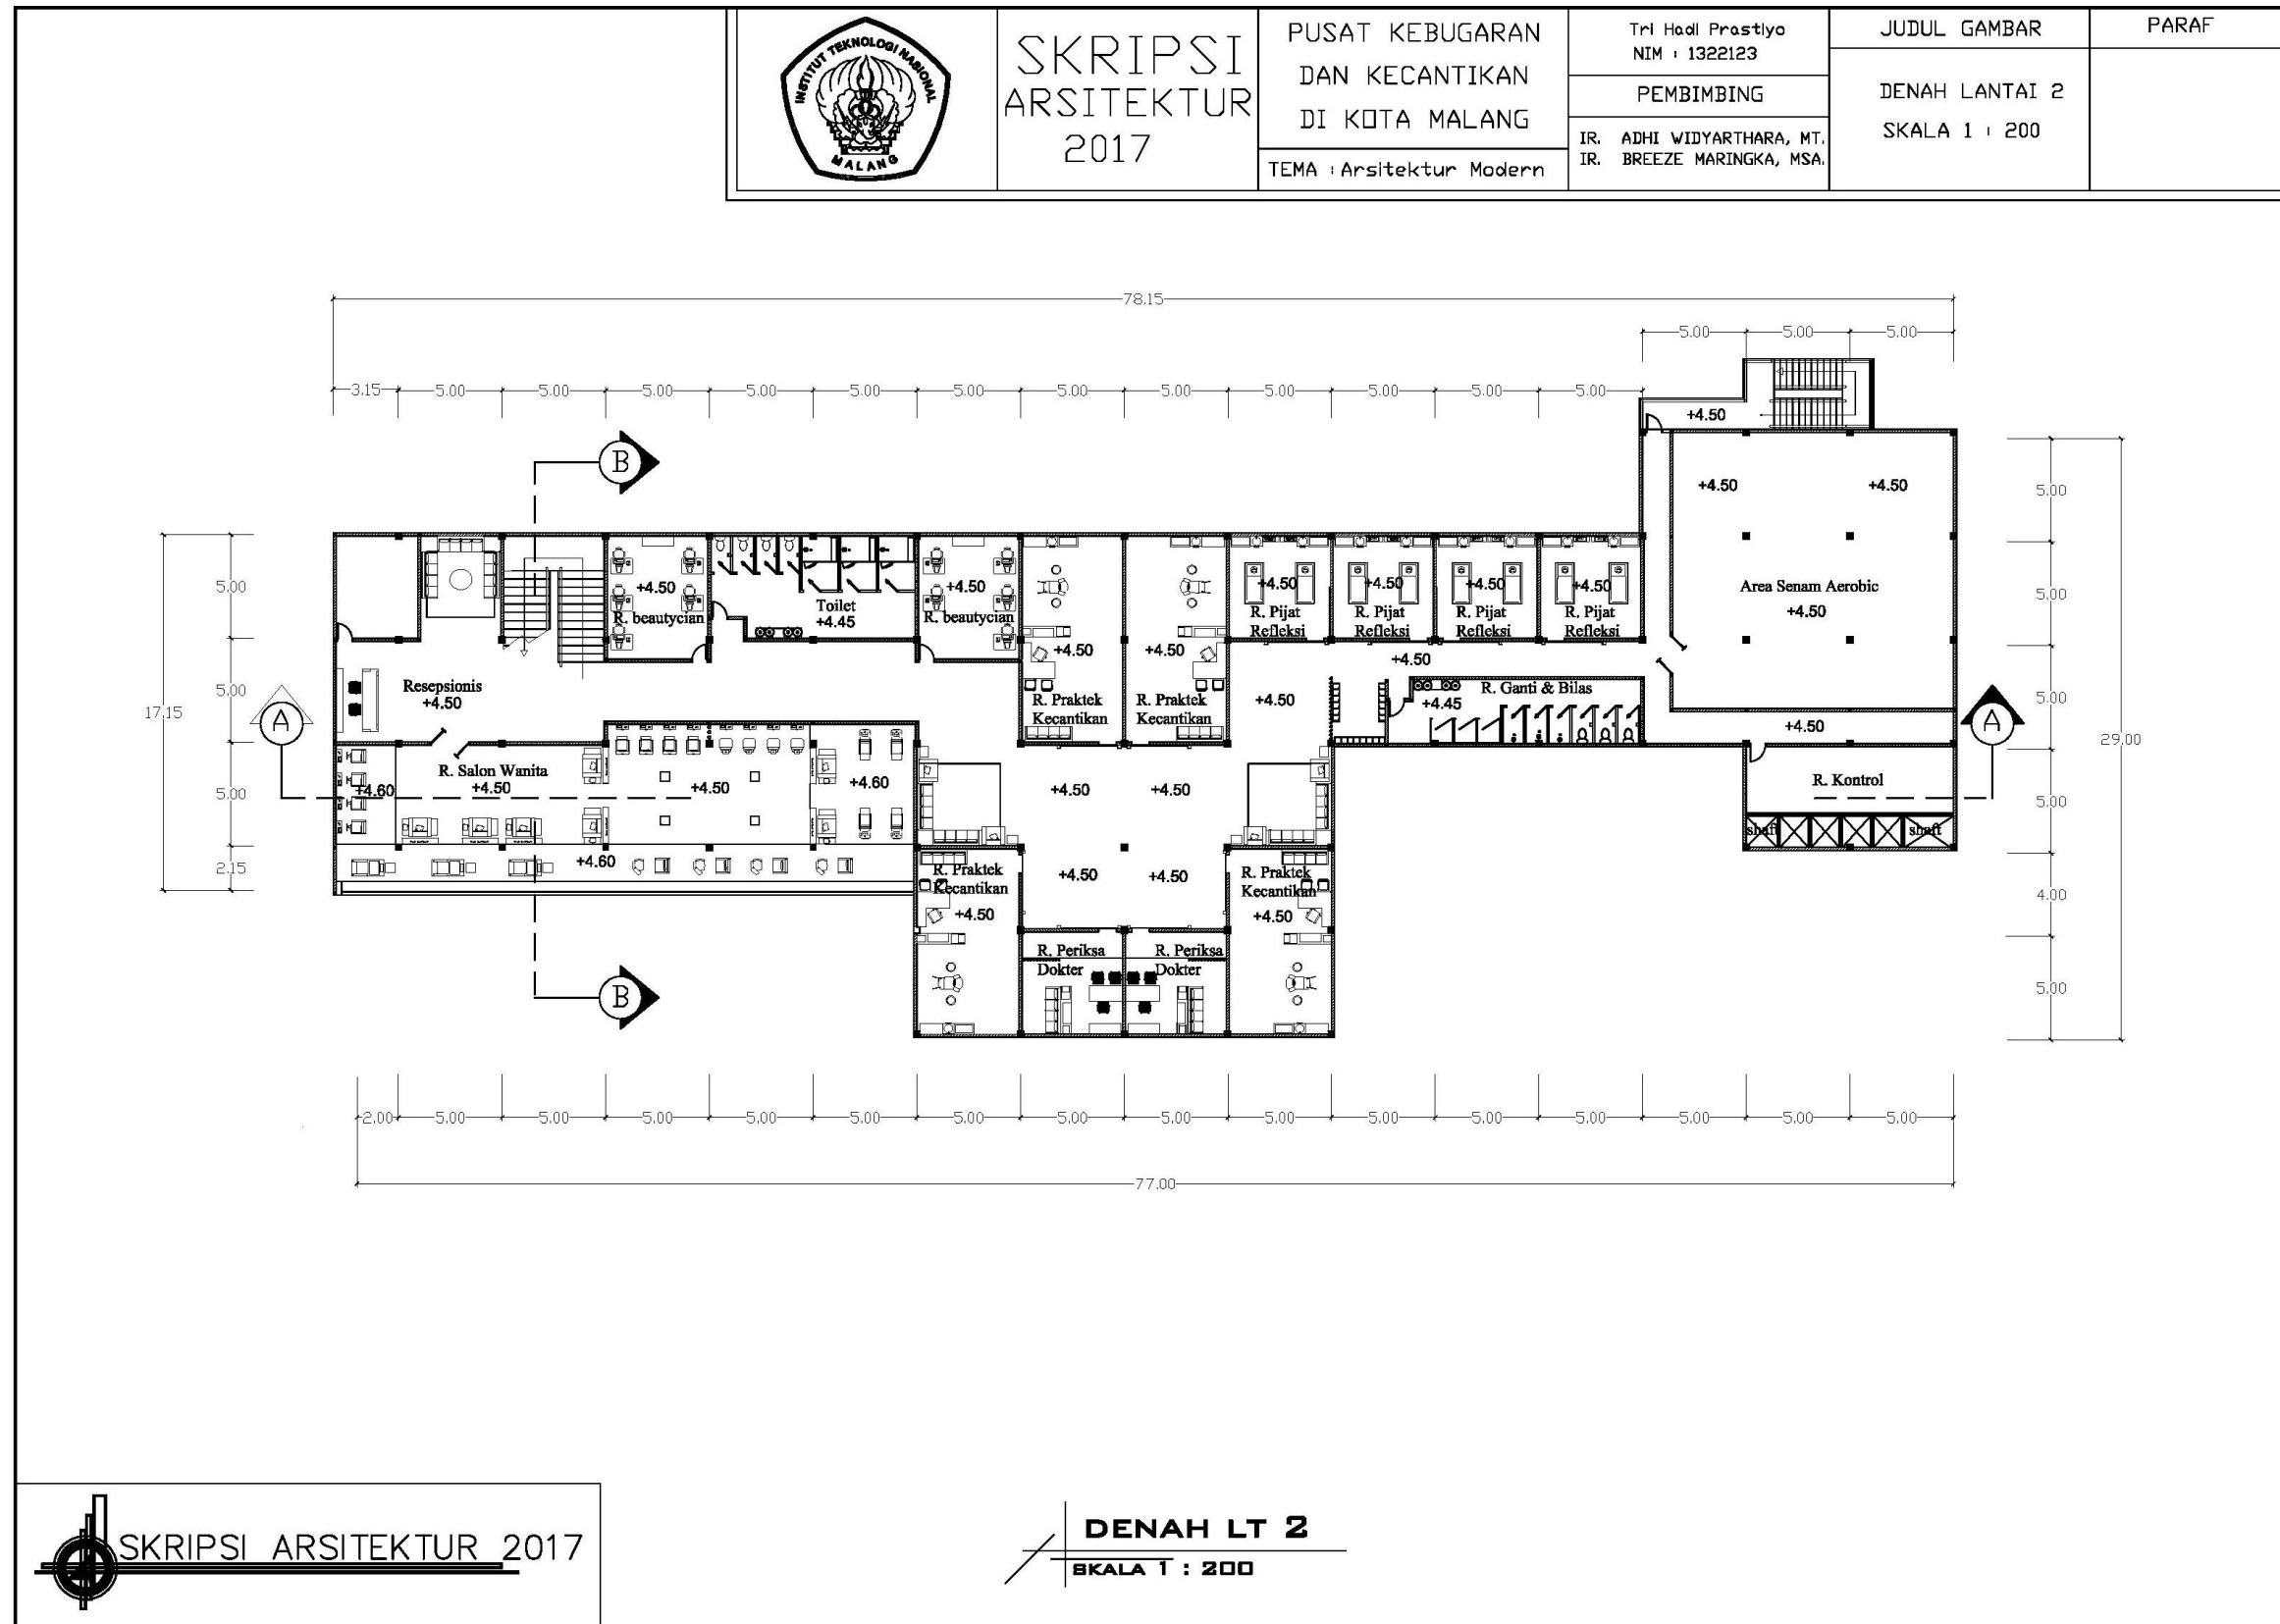 INSTITUT TEKNOLOGI NASIONAL
MALANG
SKRIPSI
ARSITEKTUR
2017
PUSAT KEBUGARAN
DAN KECANTIKAN
DI KOTA MALANG
TEMA : Arsitektur Modern
Tri Hadi Prastiyo
NIM : 1322123
PEMBIMBING
IR. ADHI WIDYARTHARA, MT.
IR. BREEZE MARINGKA, MSA.
JUDUL GAMBAR
DENAH LANTAI 2
SKALA 1 : 200
PARAF
78.15
5.00 5.00 5.00
3.15 5.00 5.00 5.00 5.00 5.00 5.00 5.00 5.00 5.00 5.00 5.00 5.00
+4.50
B
+4.50 +4.50
5.00
5.00
5.00
2.15
17.15
5.00
5.00
5.00
5.00
4.00
5.00
29.00
+4.50
R. beautycian
Toilet
+4.45
+4.50
R. beautycian
+4.50
R. Praktek
Kecantikan
+4.50
R. Praktek
Kecantikan
+4.50
R. Pijat
Refleksi
+4.50
R. Pijat
Refleksi
+4.50
R. Pijat
Refleksi
+4.50
R. Pijat
Refleksi
Area Senam Aerobic
+4.50
Resepsionis
+4.50
A
+4.50
+4.50
R. Ganti & Bilas
+4.45
+4.50
A
R. Kontrol
shaft
shaft
+4.60
R. Salon Wanita
+4.50
+4.50
+4.60
+4.60
+4.50 +4.50
+4.50 +4.50
R. Praktek
Kecantikan
+4.50
R. Praktek
Kecantikan
+4.50
R. Periksa
Dokter
R. Periksa
Dokter
B
2.00 5.00 5.00 5.00 5.00 5.00 5.00 5.00 5.00 5.00 5.00 5.00 5.00 5.00 5.00 5.00
77.00
SKRIPSI ARSITEKTUR 2017
DENAH LT 2
SKALA 1 : 200